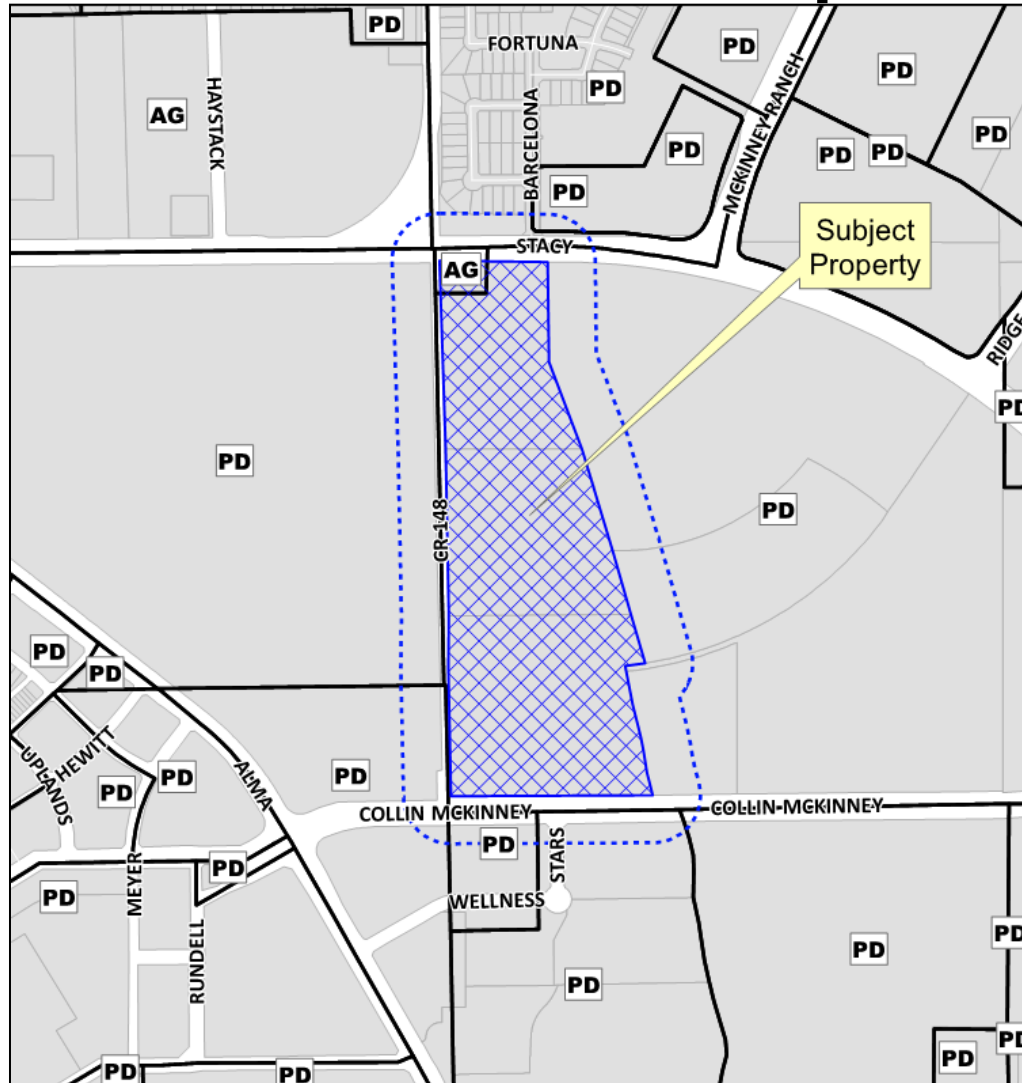 PD
FORTUNA
PD
PD
PD
AG
HAYSTACK
BARCELONA
MCKINNEY RANCH
PD
PD
PD
PD
PD
Subject
Property
STACY
AG
RIDGE
PD
PD
CR-148
PD
PD
PD
UPLANDS
HEWITT
PD
PD
ALMA
PD
COLLIN MCKINNEY
COLLIN-MCKINNEY
PD
STARS
MEYER
PD
PD
WELLNESS
RUNDELL
PD
PD
PD
PD
PD
PD
PD